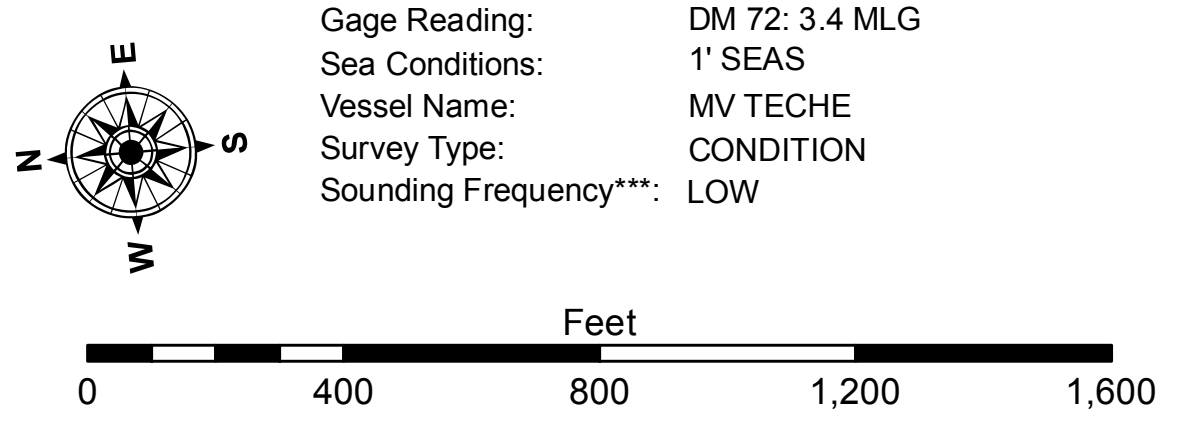 Gage Reading: DM 72: 3.4 MLG
Sea Conditions: 1' SEAS
Vessel Name: MV TECHE
Survey Type: CONDITION
Sounding Frequency***: LOW
E
N
S
W
Feet
0 400 800 1,200 1,600